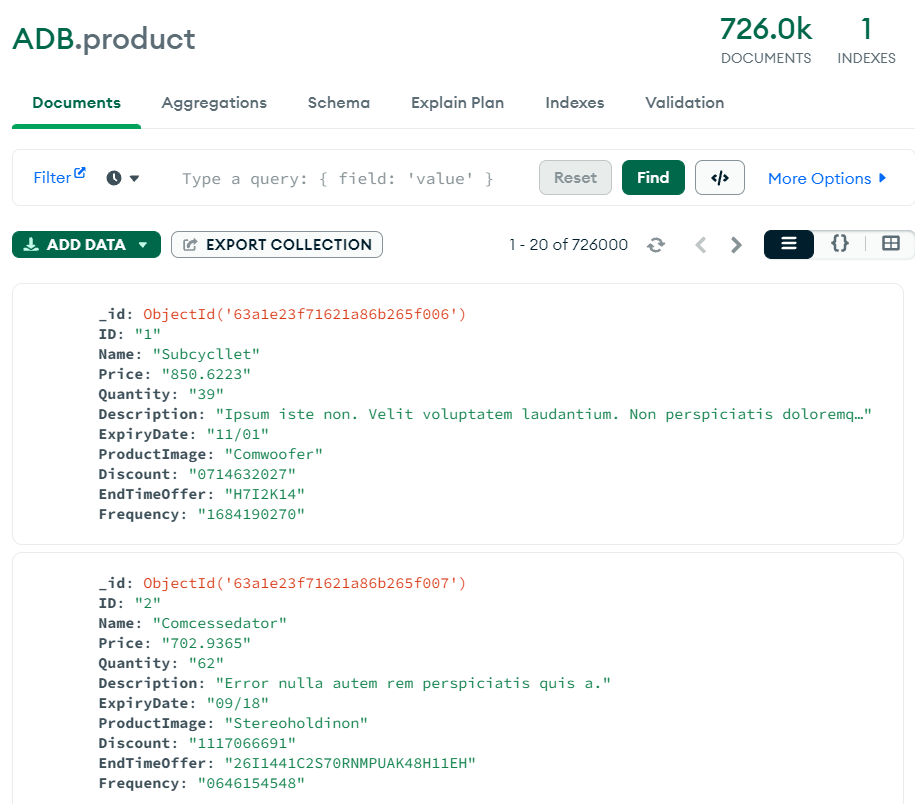 ADB.product
726.0k 1
DOCUMENTS INDEXES
Documents Aggregations Schema Explain Plan Indexes Validation
Filter Type a query: { field: 'value' } Reset Find </> More Options
ADD DATA EXPORT COLLECTION 1 - 20 of 726000 {}
_id: ObjectId('63a1e23f71621a86b265f006')
ID: "1"
Name: "Subcycllet"
Price: "850.6223"
Quantity: "39"
Description: "Ipsum iste non. Velit voluptatem laudantium. Non perspiciatis doloremq…"
ExpiryDate: "11/01"
ProductImage: "Comwoofer"
Discount: "0714632027"
EndTimeOffer: "H7I2K14"
Frequency: "1684190270"
_id: ObjectId('63a1e23f71621a86b265f007')
ID: "2"
Name: "Comcessedator"
Price: "702.9365"
Quantity: "62"
Description: "Error nulla autem rem perspiciatis quis a."
ExpiryDate: "09/18"
ProductImage: "Stereoholdinon"
Discount: "1117066691"
EndTimeOffer: "26I1441C2S70RNMPUAK48H11EH"
Frequency: "0646154548"